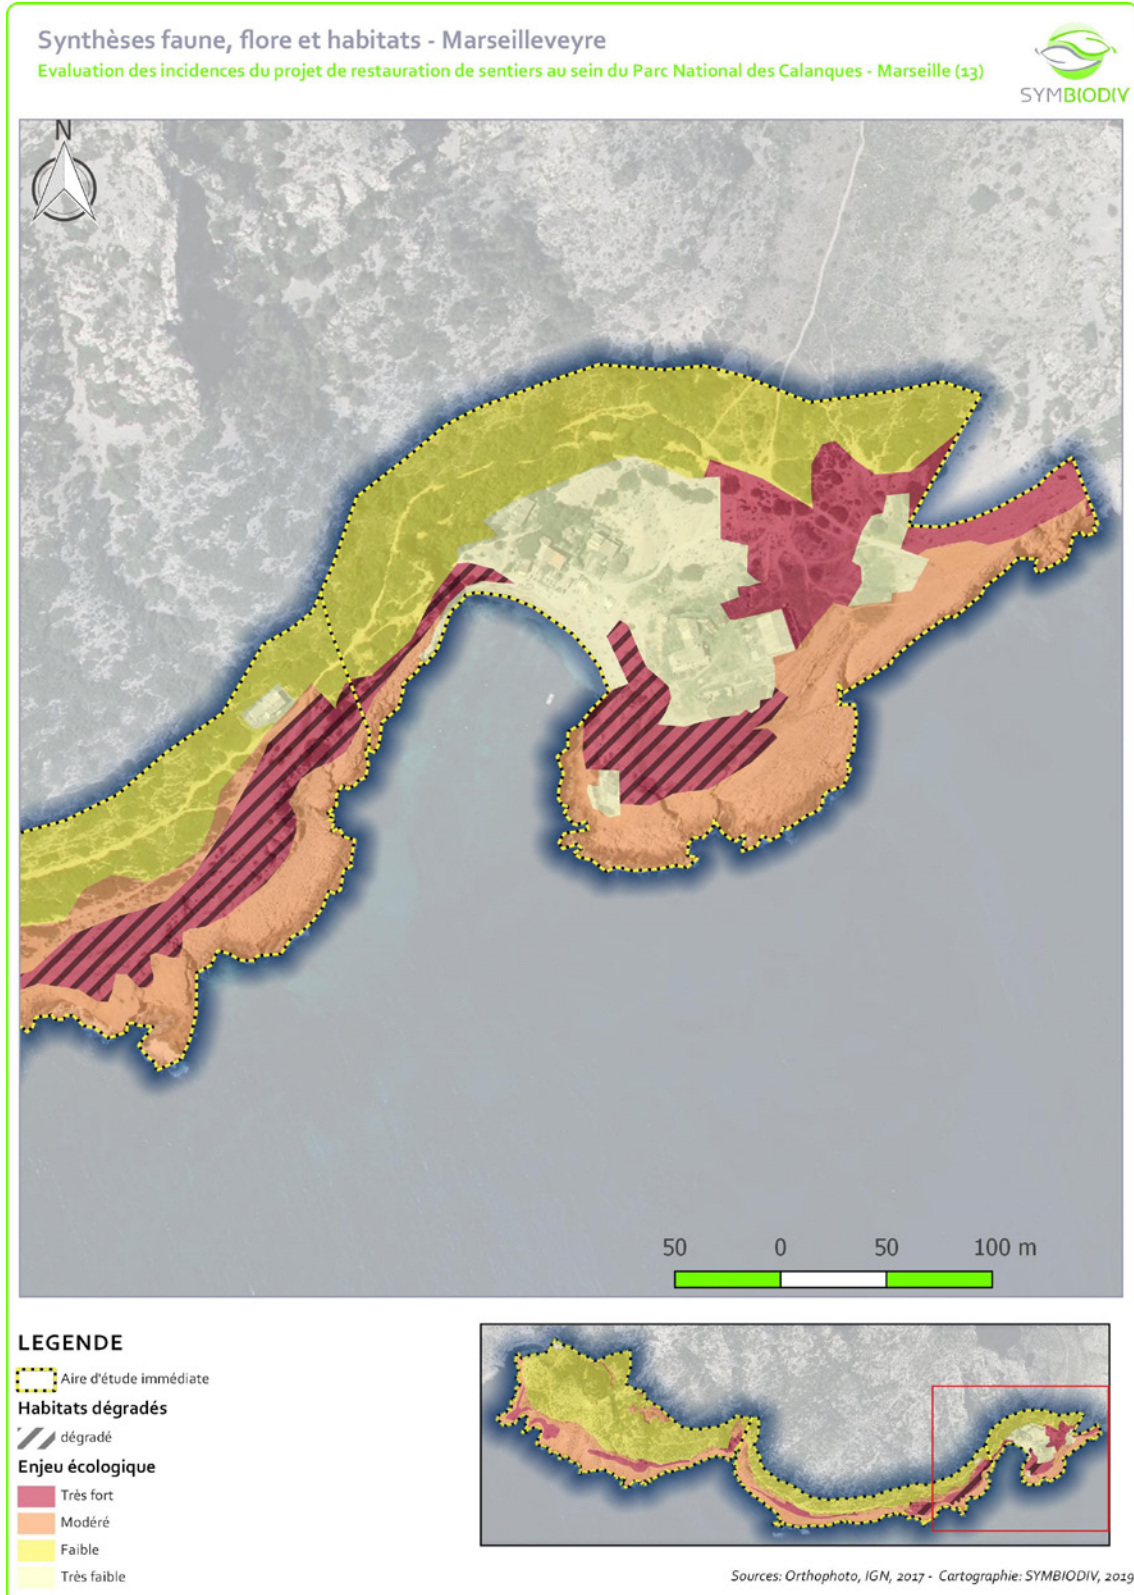 Synthèses faune, flore et habitats - Marseilleveyre
Evaluation des incidences du projet de restauration de sentiers au sein du Parc National des Calanques - Marseille (13)
SYMBIODIV
N
50 0 50 100 m
LEGENDE
Aire d'étude immédiate
Habitats dégradés
dégradé
Enjeu écologique
Très fort
Modéré
Faible
Très faible
Sources: Orthophoto, IGN, 2017 - Cartographie: SYMBIODIV, 2019